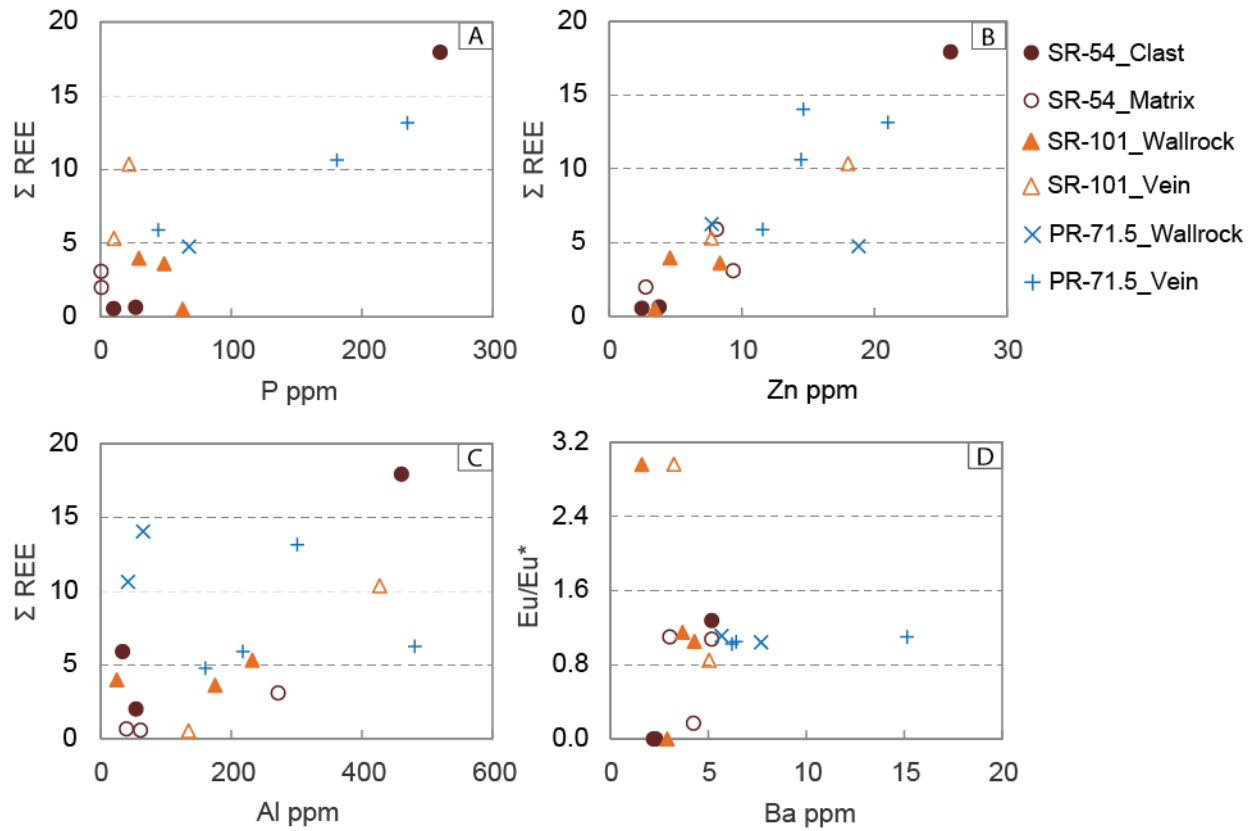 A
Σ REE
20
15
10
5
0
0 100 200 300
P ppm
B
Σ REE
20
15
10
5
0
0 10 20 30
Zn ppm
SR-54_Clast
SR-54_Matrix
SR-101_Wallrock
SR-101_Vein
PR-71.5_Wallrock
PR-71.5_Vein
C
Σ REE
20
15
10
5
0
0 200 400 600
Al ppm
D
Eu/Eu*
3.2
2.4
1.6
0.8
0.0
0 5 10 15 20
Ba ppm